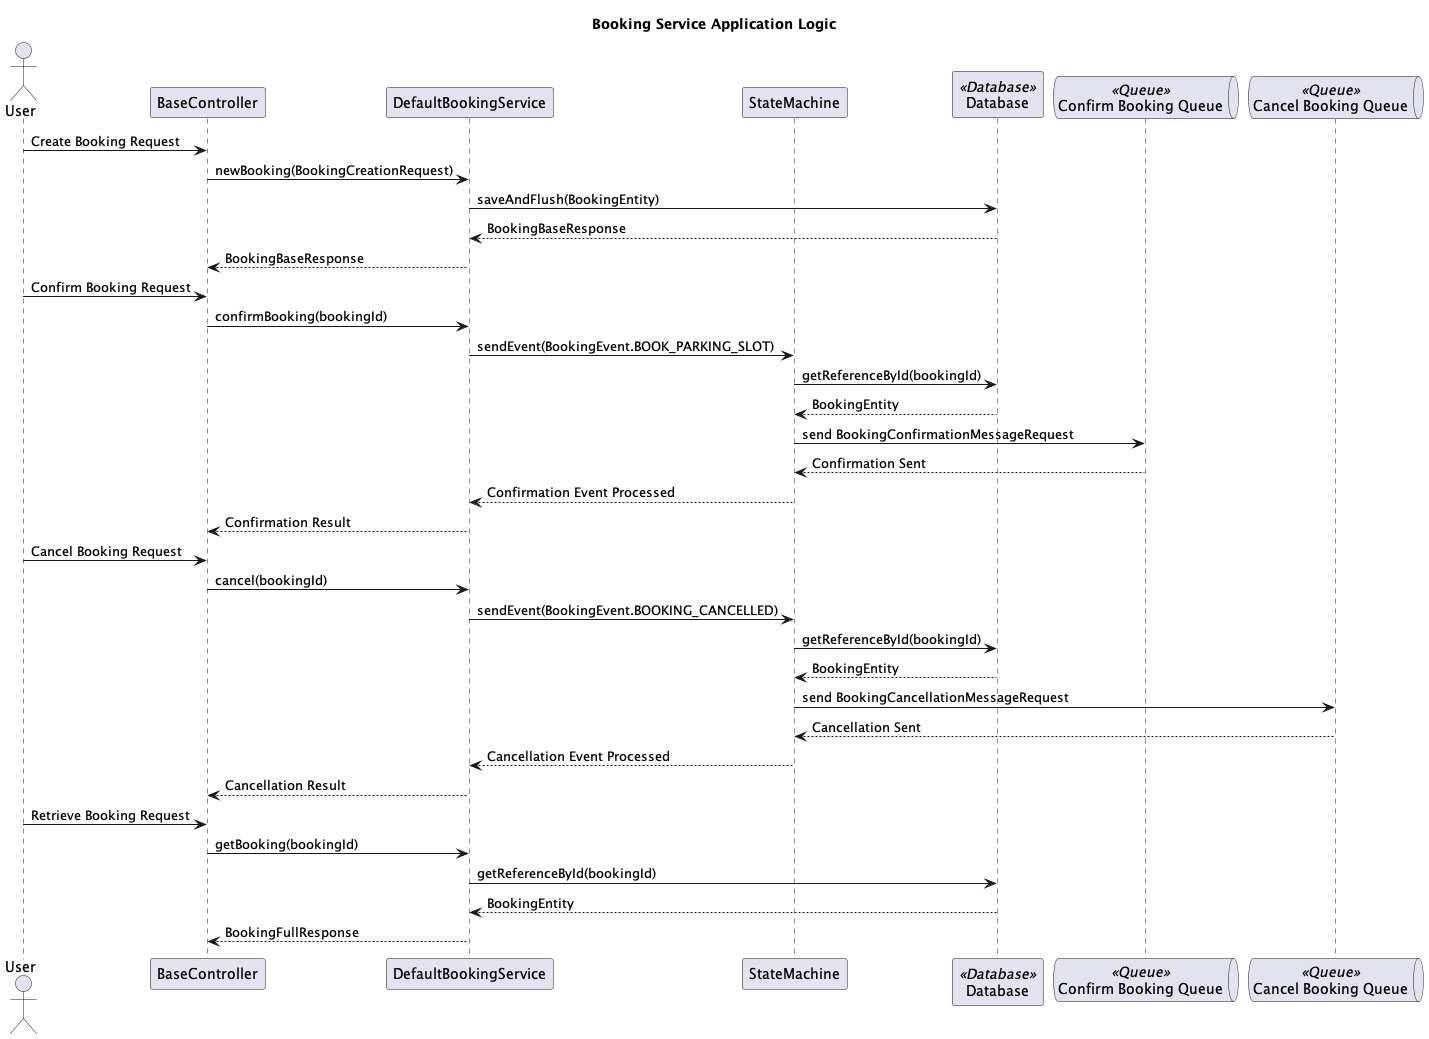 Booking Service Application Logic
User
BaseController
DefaultBookingService
StateMachine
«Database»
Database
«Queue»
Confirm Booking Queue
«Queue»
Cancel Booking Queue
Create Booking Request
newBooking(BookingCreationRequest)
saveAndFlush(BookingEntity)
BookingBaseResponse
BookingBaseResponse
Confirm Booking Request
confirmBooking(bookingId)
sendEvent(BookingEvent.BOOK_PARKING_SLOT)
getReferenceById(bookingId)
BookingEntity
send BookingConfirmationMessageRequest
Confirmation Sent
Confirmation Event Processed
Confirmation Result
Cancel Booking Request
cancel(bookingId)
sendEvent(BookingEvent.BOOKING_CANCELLED)
getReferenceById(bookingId)
BookingEntity
send BookingCancellationMessageRequest
Cancellation Sent
Cancellation Event Processed
Cancellation Result
Retrieve Booking Request
getBooking(bookingId)
getReferenceById(bookingId)
BookingEntity
BookingFullResponse
User
BaseController
DefaultBookingService
StateMachine
«Database»
Database
«Queue»
Confirm Booking Queue
«Queue»
Cancel Booking Queue